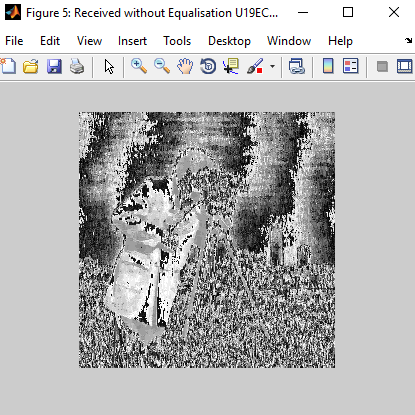 Figure 5: Received without Equalisation U19EC...
File Edit View Insert Tools Desktop Window Help